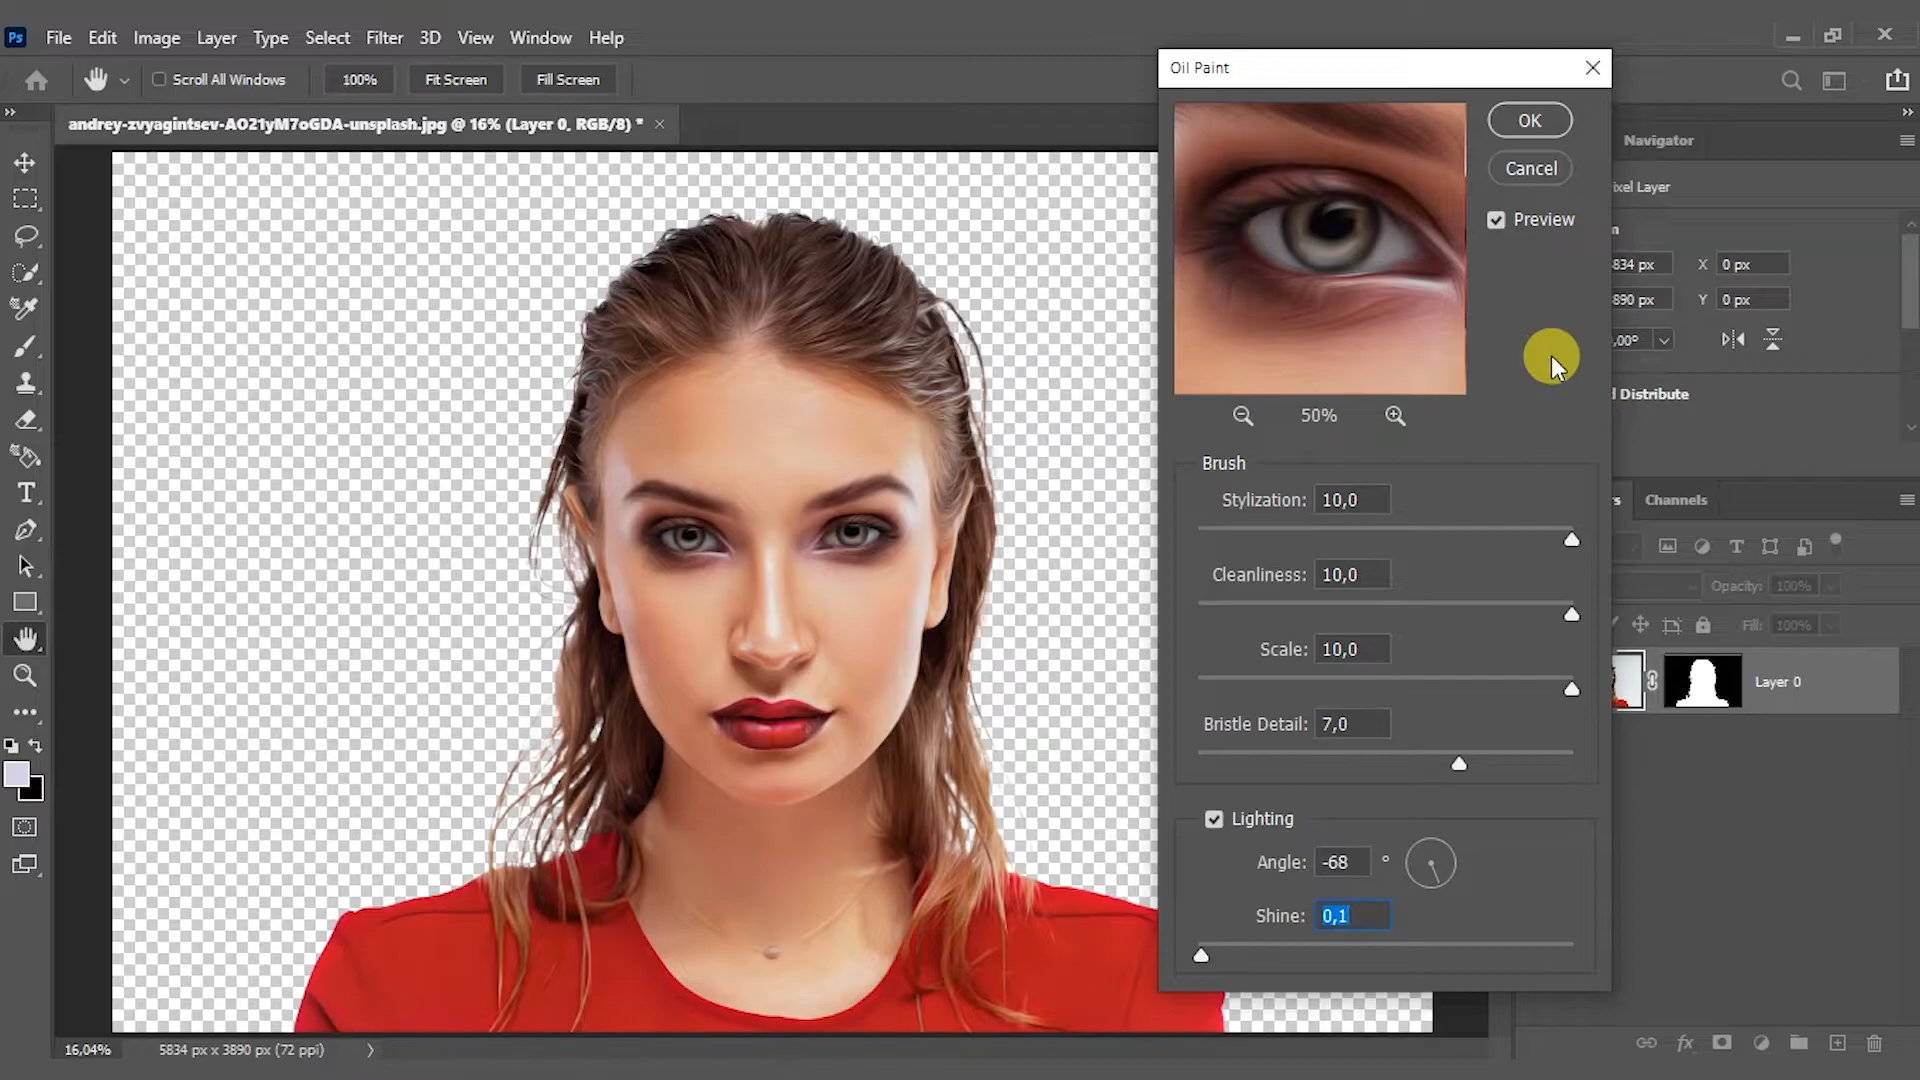 Ps File Edit Image Layer Type Select Filter 3D View Window Help
Scroll All Windows 100% Fit Screen Fill Screen
andrey-zvyagintsev-AO21yM7oGDA-unsplash.jpg @ 16% (Layer 0, RGB/8) *
Oil Paint
OK
Cancel
Preview
50%
Brush
Stylization: 10,0
Cleanliness: 10,0
Scale: 10,0
Bristle Detail: 7,0
Lighting
Angle: -68 °
Shine: 0,1
Navigator
ixel Layer
834 px X 0 px
890 px Y 0 px
,00°
d Distribute
s Channels
Opacity: 100%
Fill: 100%
Layer 0
fx
16,04% 5834 px x 3890 px (72 ppi)